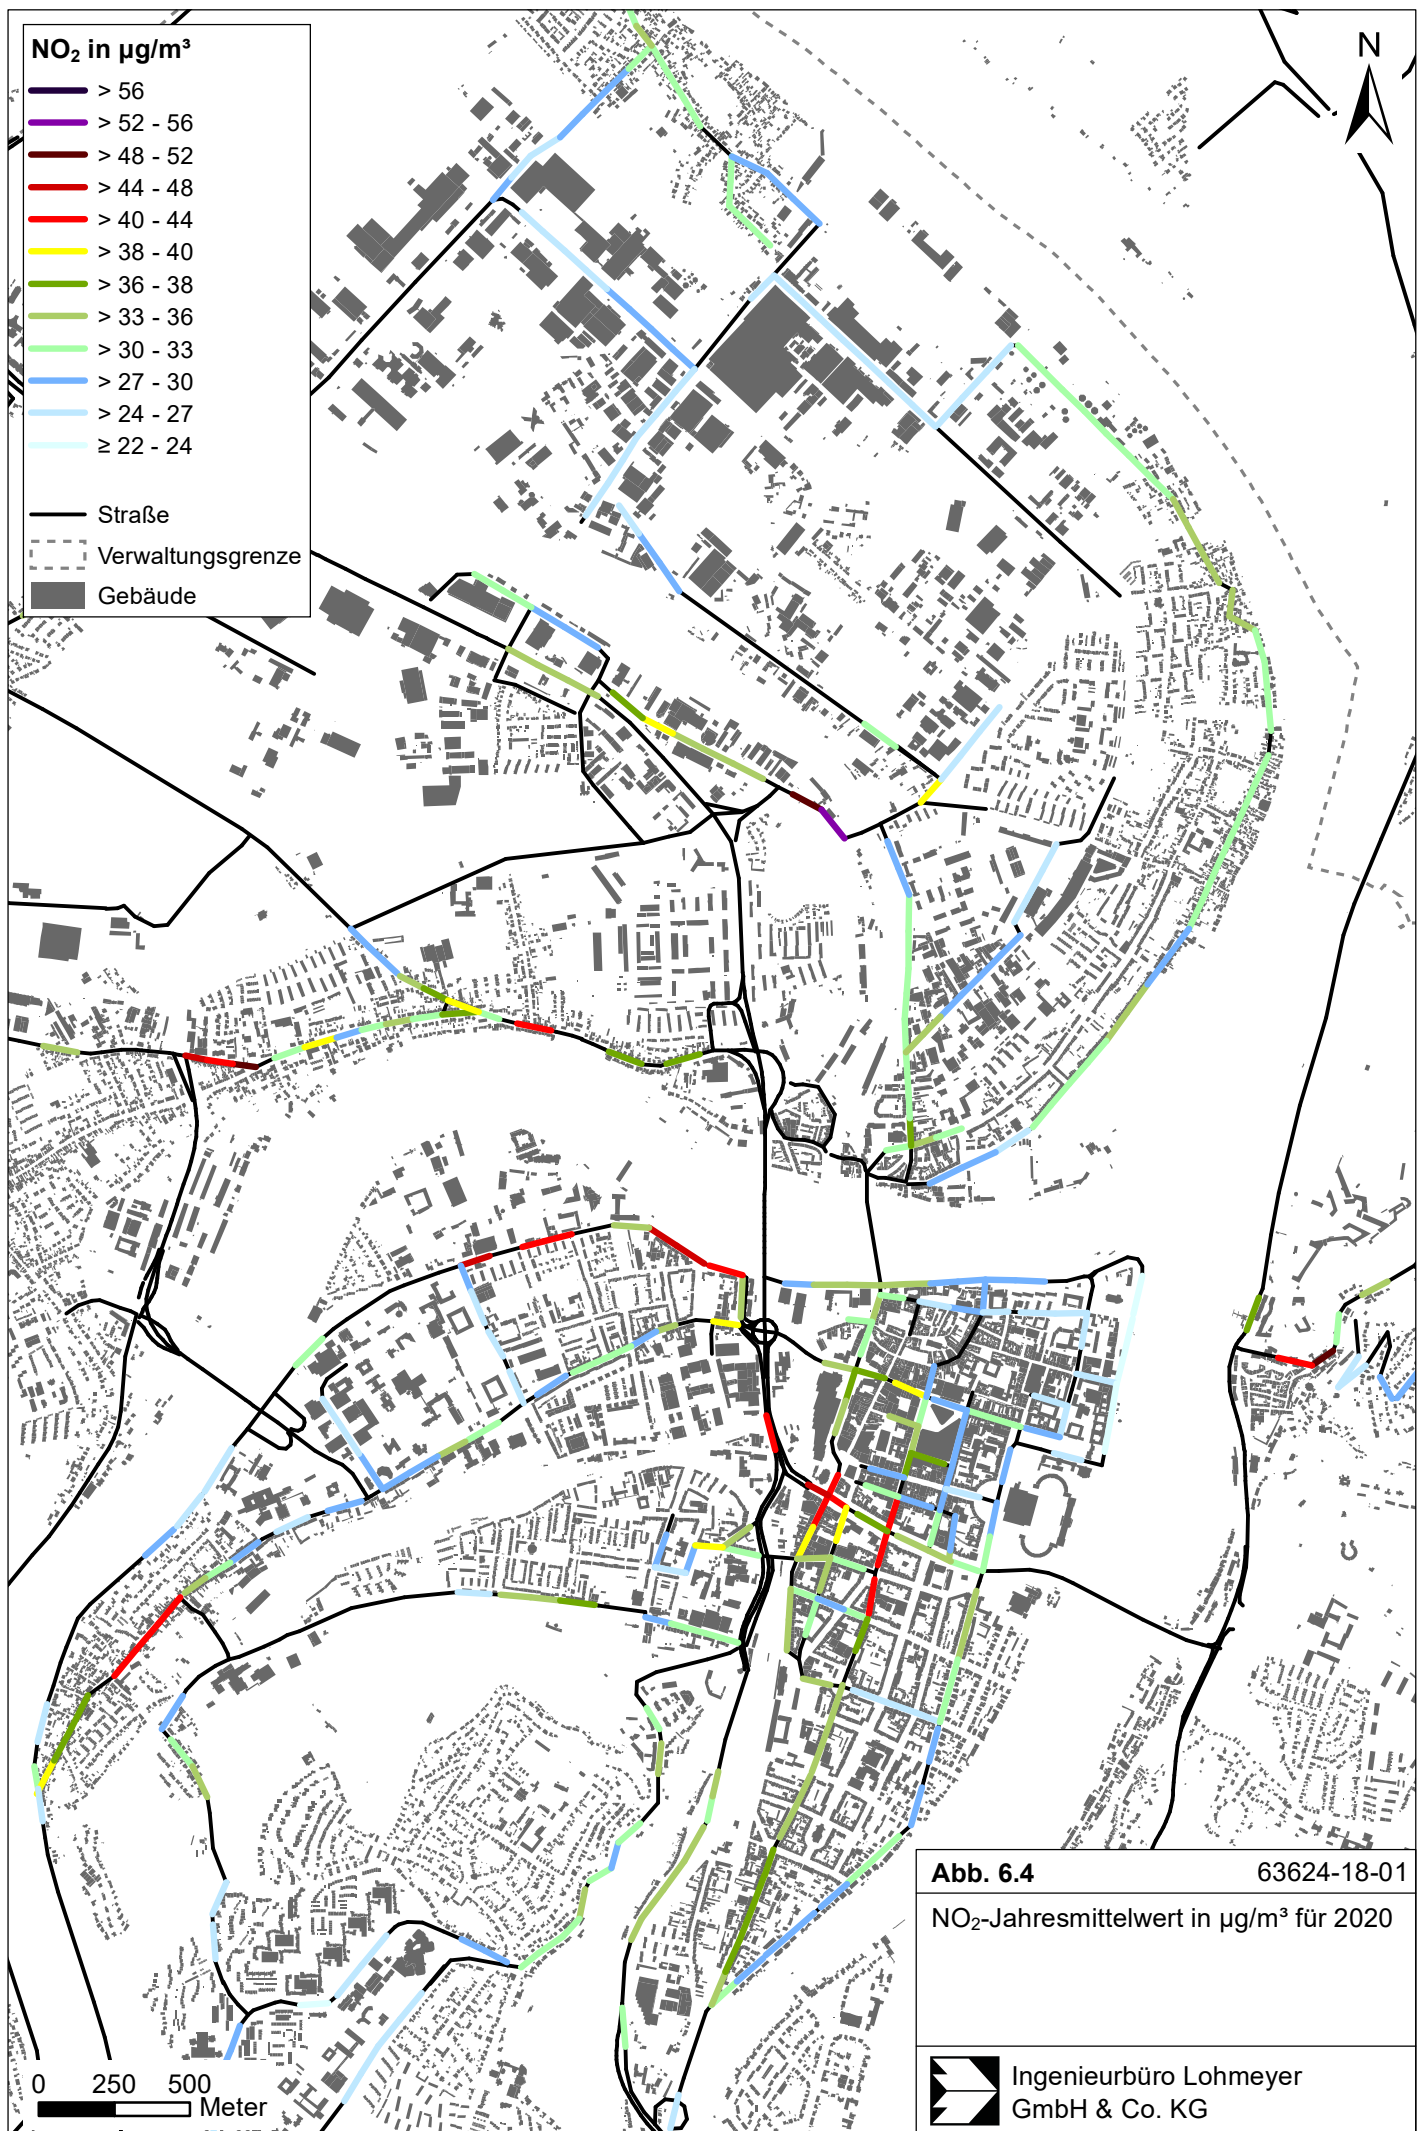 NO₂ in µg/m³
> 56
> 52 - 56
> 48 - 52
> 44 - 48
> 40 - 44
> 38 - 40
> 36 - 38
> 33 - 36
> 30 - 33
> 27 - 30
> 24 - 27
≥ 22 - 24
Straße
Verwaltungsgrenze
Gebäude
N
0 250 500
Meter
Abb. 6.4 63624-18-01
NO₂-Jahresmittelwert in µg/m³ für 2020
Ingenieurbüro Lohmeyer
GmbH & Co. KG